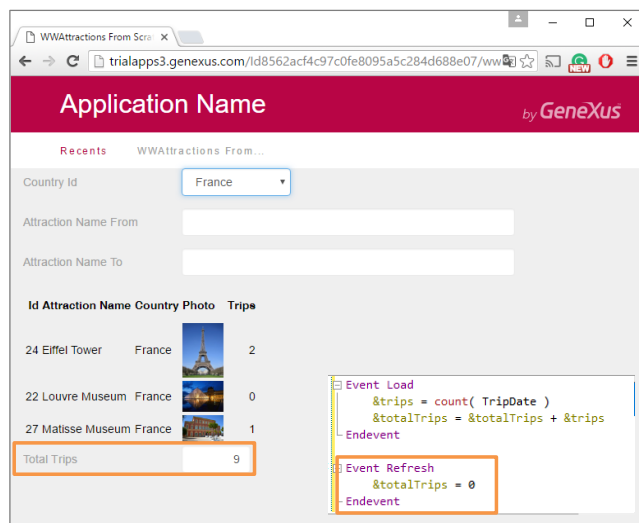 WWAttractions From Scra
trialapps3.genexus.com/Id8562acf4c97c0fe8095a5c284d688e07/ww
NEW
Application Name
by GeneXus
Recents WWAttractions From...
Country Id France
Attraction Name From
Attraction Name To
Id Attraction Name Country Photo Trips
24 Eiffel Tower France 2
22 Louvre Museum France 0
27 Matisse Museum France 1
Total Trips 9
Event Load
&trips = count( TripDate )
&totalTrips = &totalTrips + &trips
Endevent
Event Refresh
&totalTrips = 0
Endevent